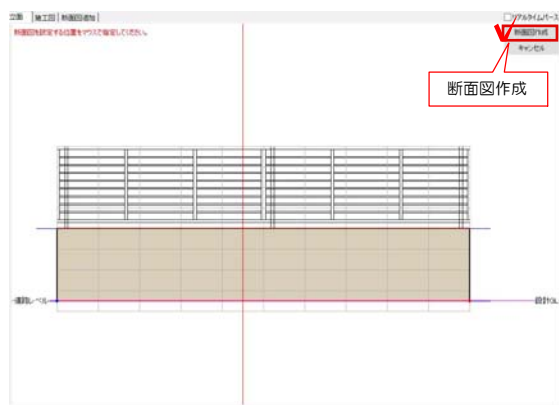 立面 施工図 断面図追加
リアルタイムパース
断面図を設定する位置をマウスで指定してください。
断面図作成
キャンセル
断面図作成
道路レベル
設計GL